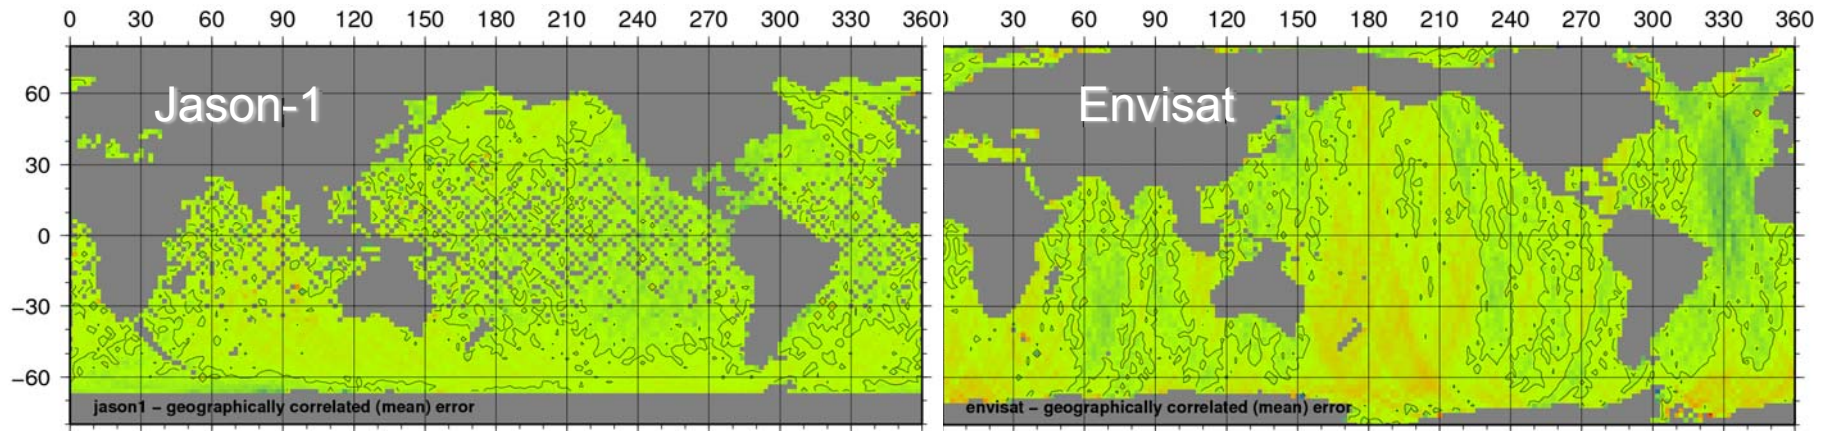 0 30 60 90 120 150 180 210 240 270 300 330 360
30 60 90 120 150 180 210 240 270 300 330 360
60
30
0
−30
−60
Jason-1
Envisat
jason1 – geographically correlated (mean) error
envisat – geographically correlated (mean) error